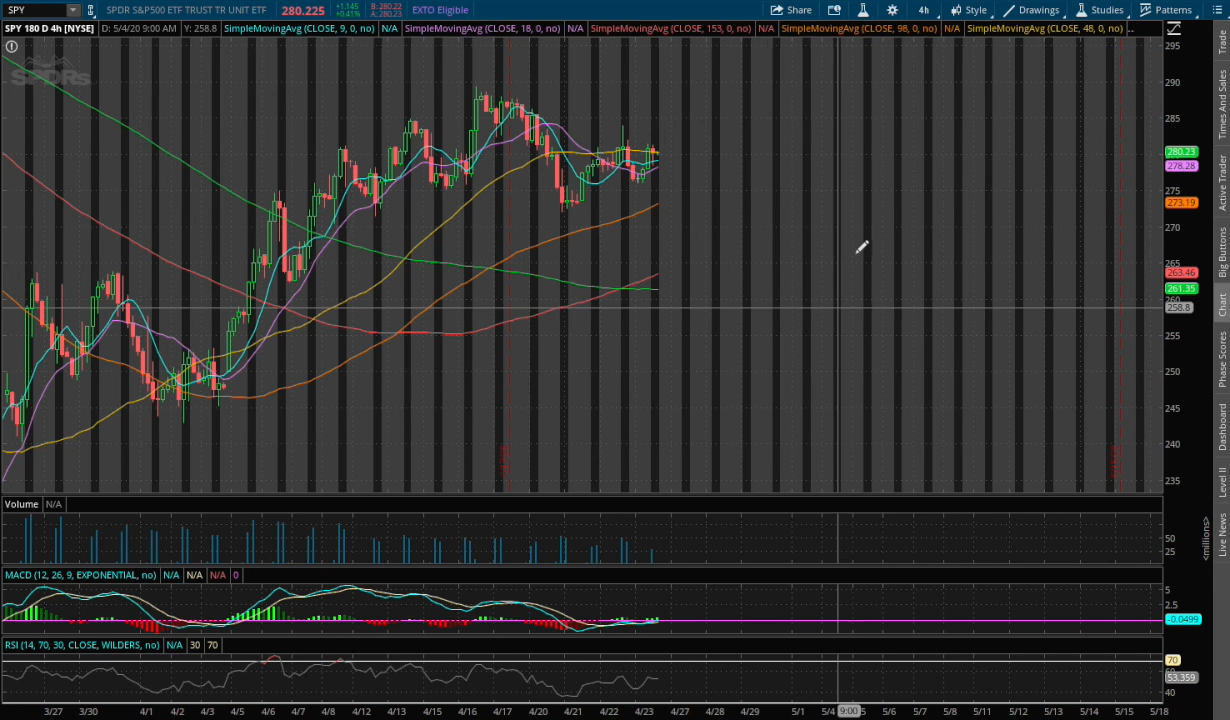 SPY SPDR S&P500 ETF TRUST TR UNIT ETF 280.225 +1.145 +0.41% B: 280.22 A: 280.23 EXTO Eligible Share 4h Style Drawings Studies Patterns
SPY 180 D 4h [NYSE] D: 5/4/20 9:00 AM Y: 258.8 SimpleMovingAvg (CLOSE, 9, 0, no) N/A SimpleMovingAvg (CLOSE, 18, 0, no) N/A SimpleMovingAvg (CLOSE, 153, 0, no) N/A SimpleMovingAvg (CLOSE, 98, 0, no) N/A SimpleMovingAvg (CLOSE, 48, 0, no) ..
SPDRs
295
290
285
280.23
278.28
275
273.19
270
265
263.46
261.35
260
258.8
255
250
245
240
235
Volume N/A
50
25
<millions>
MACD (12, 26, 9, EXPONENTIAL, no) N/A N/A N/A 0
5
2.5
-0.0499
RSI (14, 70, 30, CLOSE, WILDERS, no) N/A 30 70
70
53.359
40
3/27 3/30 4/1 4/2 4/3 4/5 4/6 4/7 4/8 4/12 4/13 4/15 4/16 4/17 4/20 4/21 4/22 4/23 4/27 4/28 4/29 5/1 5/4 9:00 5 5/6 5/7 5/8 5/11 5/12 5/13 5/14 5/15 5/18
Trade
Times And Sales
Active Trader
Big Buttons
Chart
Phase Scores
Dashboard
Level II
Live News